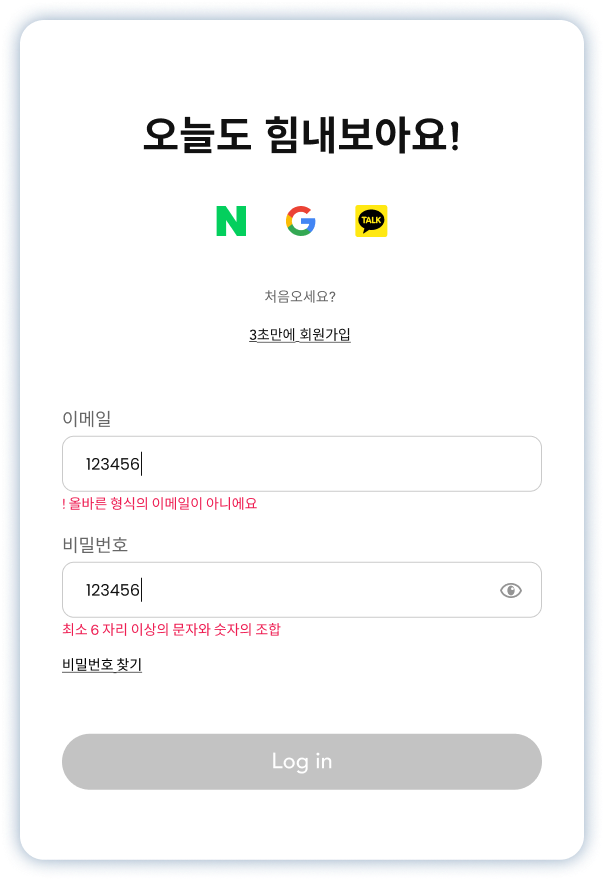 오늘도 힘내보아요!
N G TALK
처음오세요?
3초만에 회원가입
이메일
123456
! 올바른 형식의 이메일이 아니에요
비밀번호
123456
최소 6 자리 이상의 문자와 숫자의 조합
비밀번호 찾기
Log in